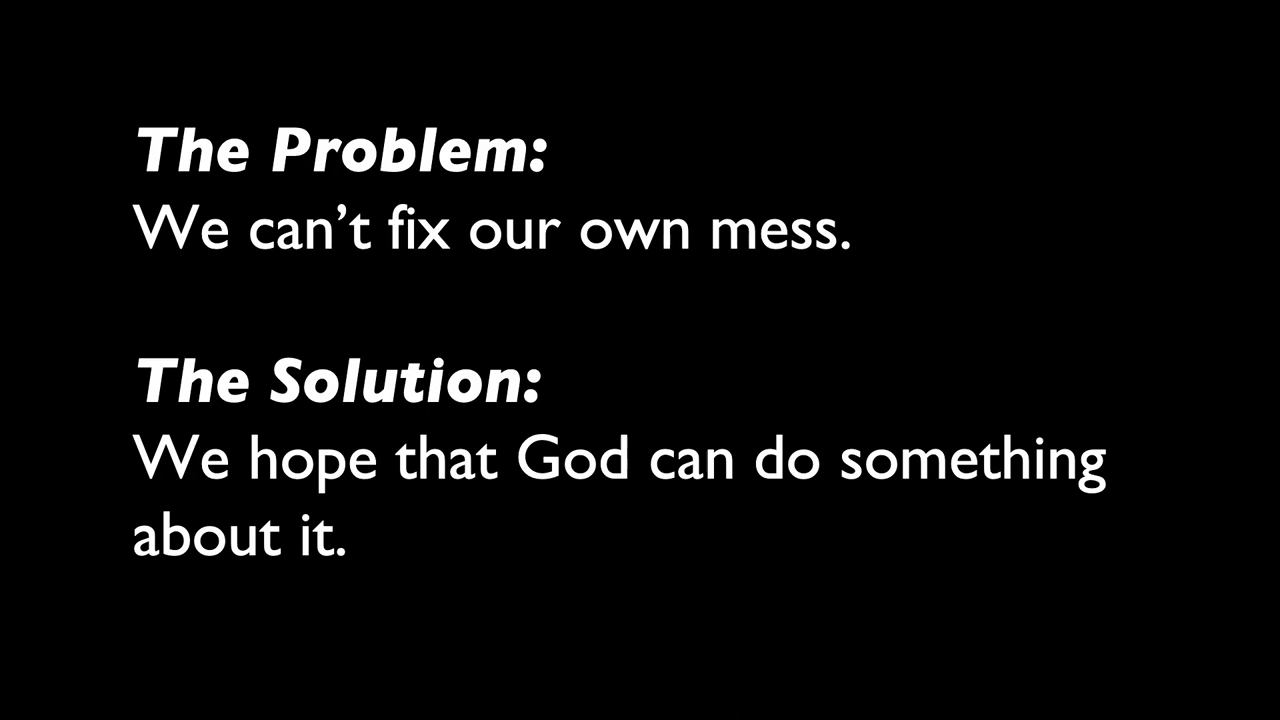 The Problem:
We can’t fix our own mess.
The Solution:
We hope that God can do something
about it.